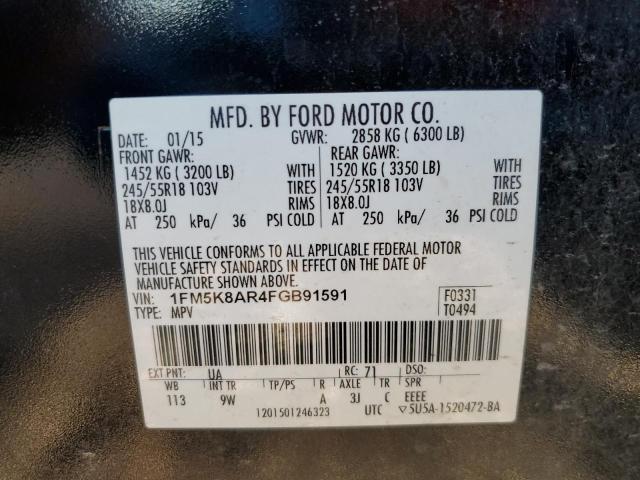 MFD. BY FORD MOTOR CO.
DATE: 01/15 GVWR: 2858 KG ( 6300 LB)
FRONT GAWR: REAR GAWR:
1452 KG ( 3200 LB) WITH 1520 KG ( 3350 LB) WITH
245/55R18 103V TIRES 245/55R18 103V TIRES
18X8.0J RIMS 18X8.0J RIMS
AT 250 kPa/ 36 PSI COLD AT 250 kPa/ 36 PSI COLD
THIS VEHICLE CONFORMS TO ALL APPLICABLE FEDERAL MOTOR
VEHICLE SAFETY STANDARDS IN EFFECT ON THE DATE OF
MANUFACTURE SHOWN ABOVE.
VIN: 1FM5K8AR4FGB91591 F0331
TYPE: MPV T0494
EXT PNT: UA RC: 71 DSO:
WB INT TR TP/PS R AXLE TR SPR
113 9W A 3J C EEEE
1201501246323 UTC ▽5U5A-1520472-BA